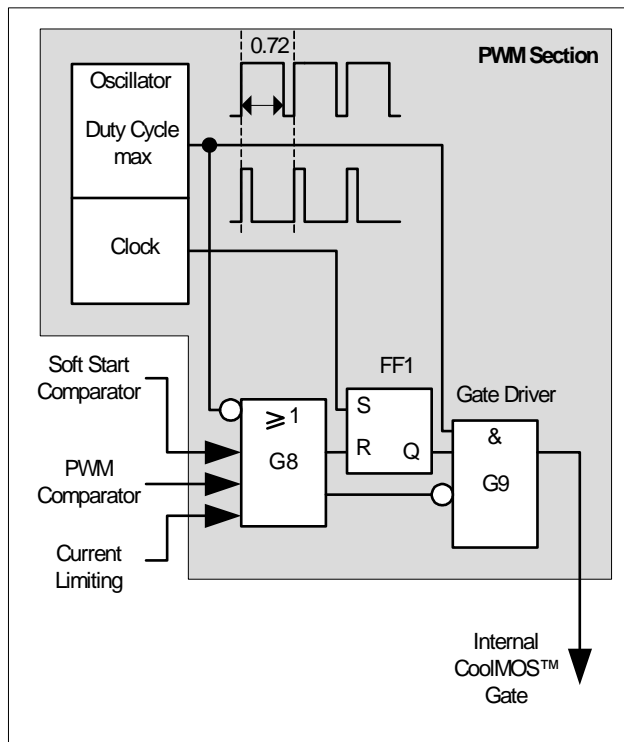 0.72
PWM Section
Oscillator
Duty Cycle
max
Clock
Soft Start
Comparator
PWM
Comparator
Current
Limiting
≥1
G8
FF1
S
R
Q
Gate Driver
&
G9
Internal
CoolMOS™
Gate